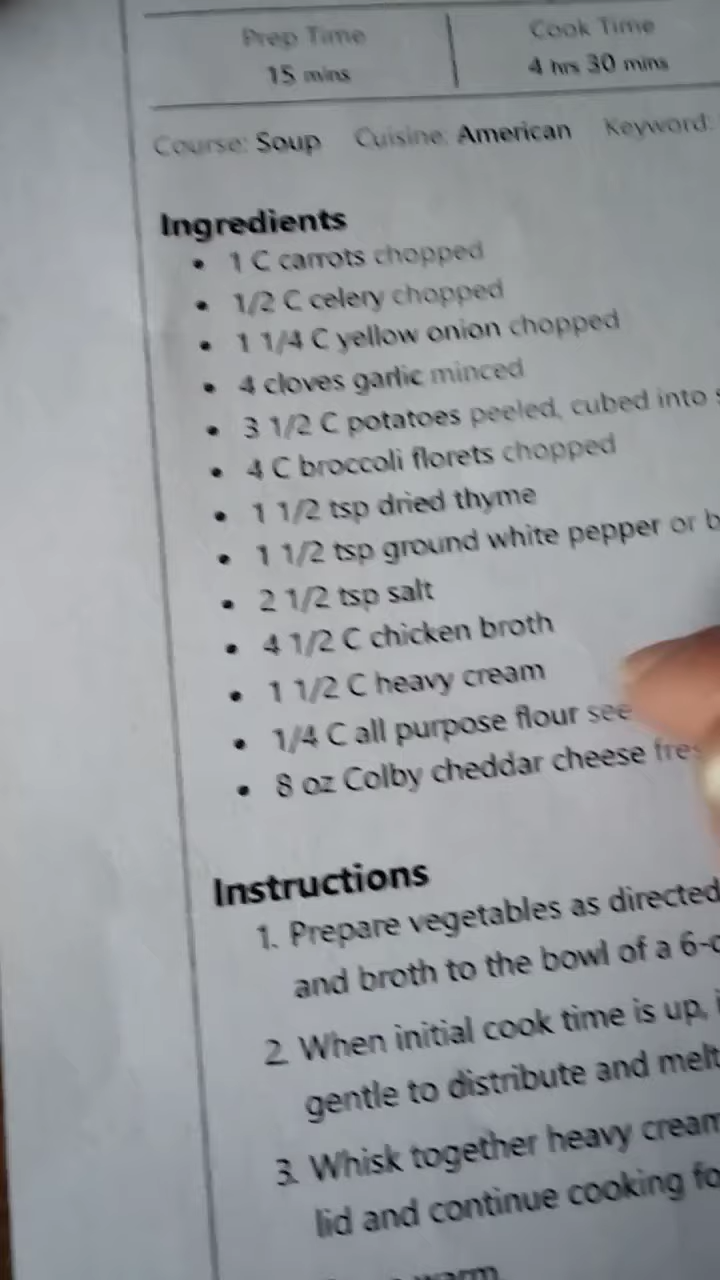 Prep Time Cook Time
15 mins 4 hrs 30 mins
Course: Soup Cuisine: American Keyword:
Ingredients
• 1 C carrots chopped
• 1/2 C celery chopped
• 1 1/4 C yellow onion chopped
• 4 cloves garlic minced
• 3 1/2 C potatoes peeled, cubed into
• 4 C broccoli florets chopped
• 1 1/2 tsp dried thyme
• 1 1/2 tsp ground white pepper or
• 2 1/2 tsp salt
• 4 1/2 C chicken broth
• 1 1/2 C heavy cream
• 1/4 C all purpose flour see
• 8 oz Colby cheddar cheese
Instructions
1. Prepare vegetables as directed
and broth to the bowl of a
2. When initial cook time is up,
gentle to distribute and melt
3. Whisk together heavy cream
lid and continue cooking
warm